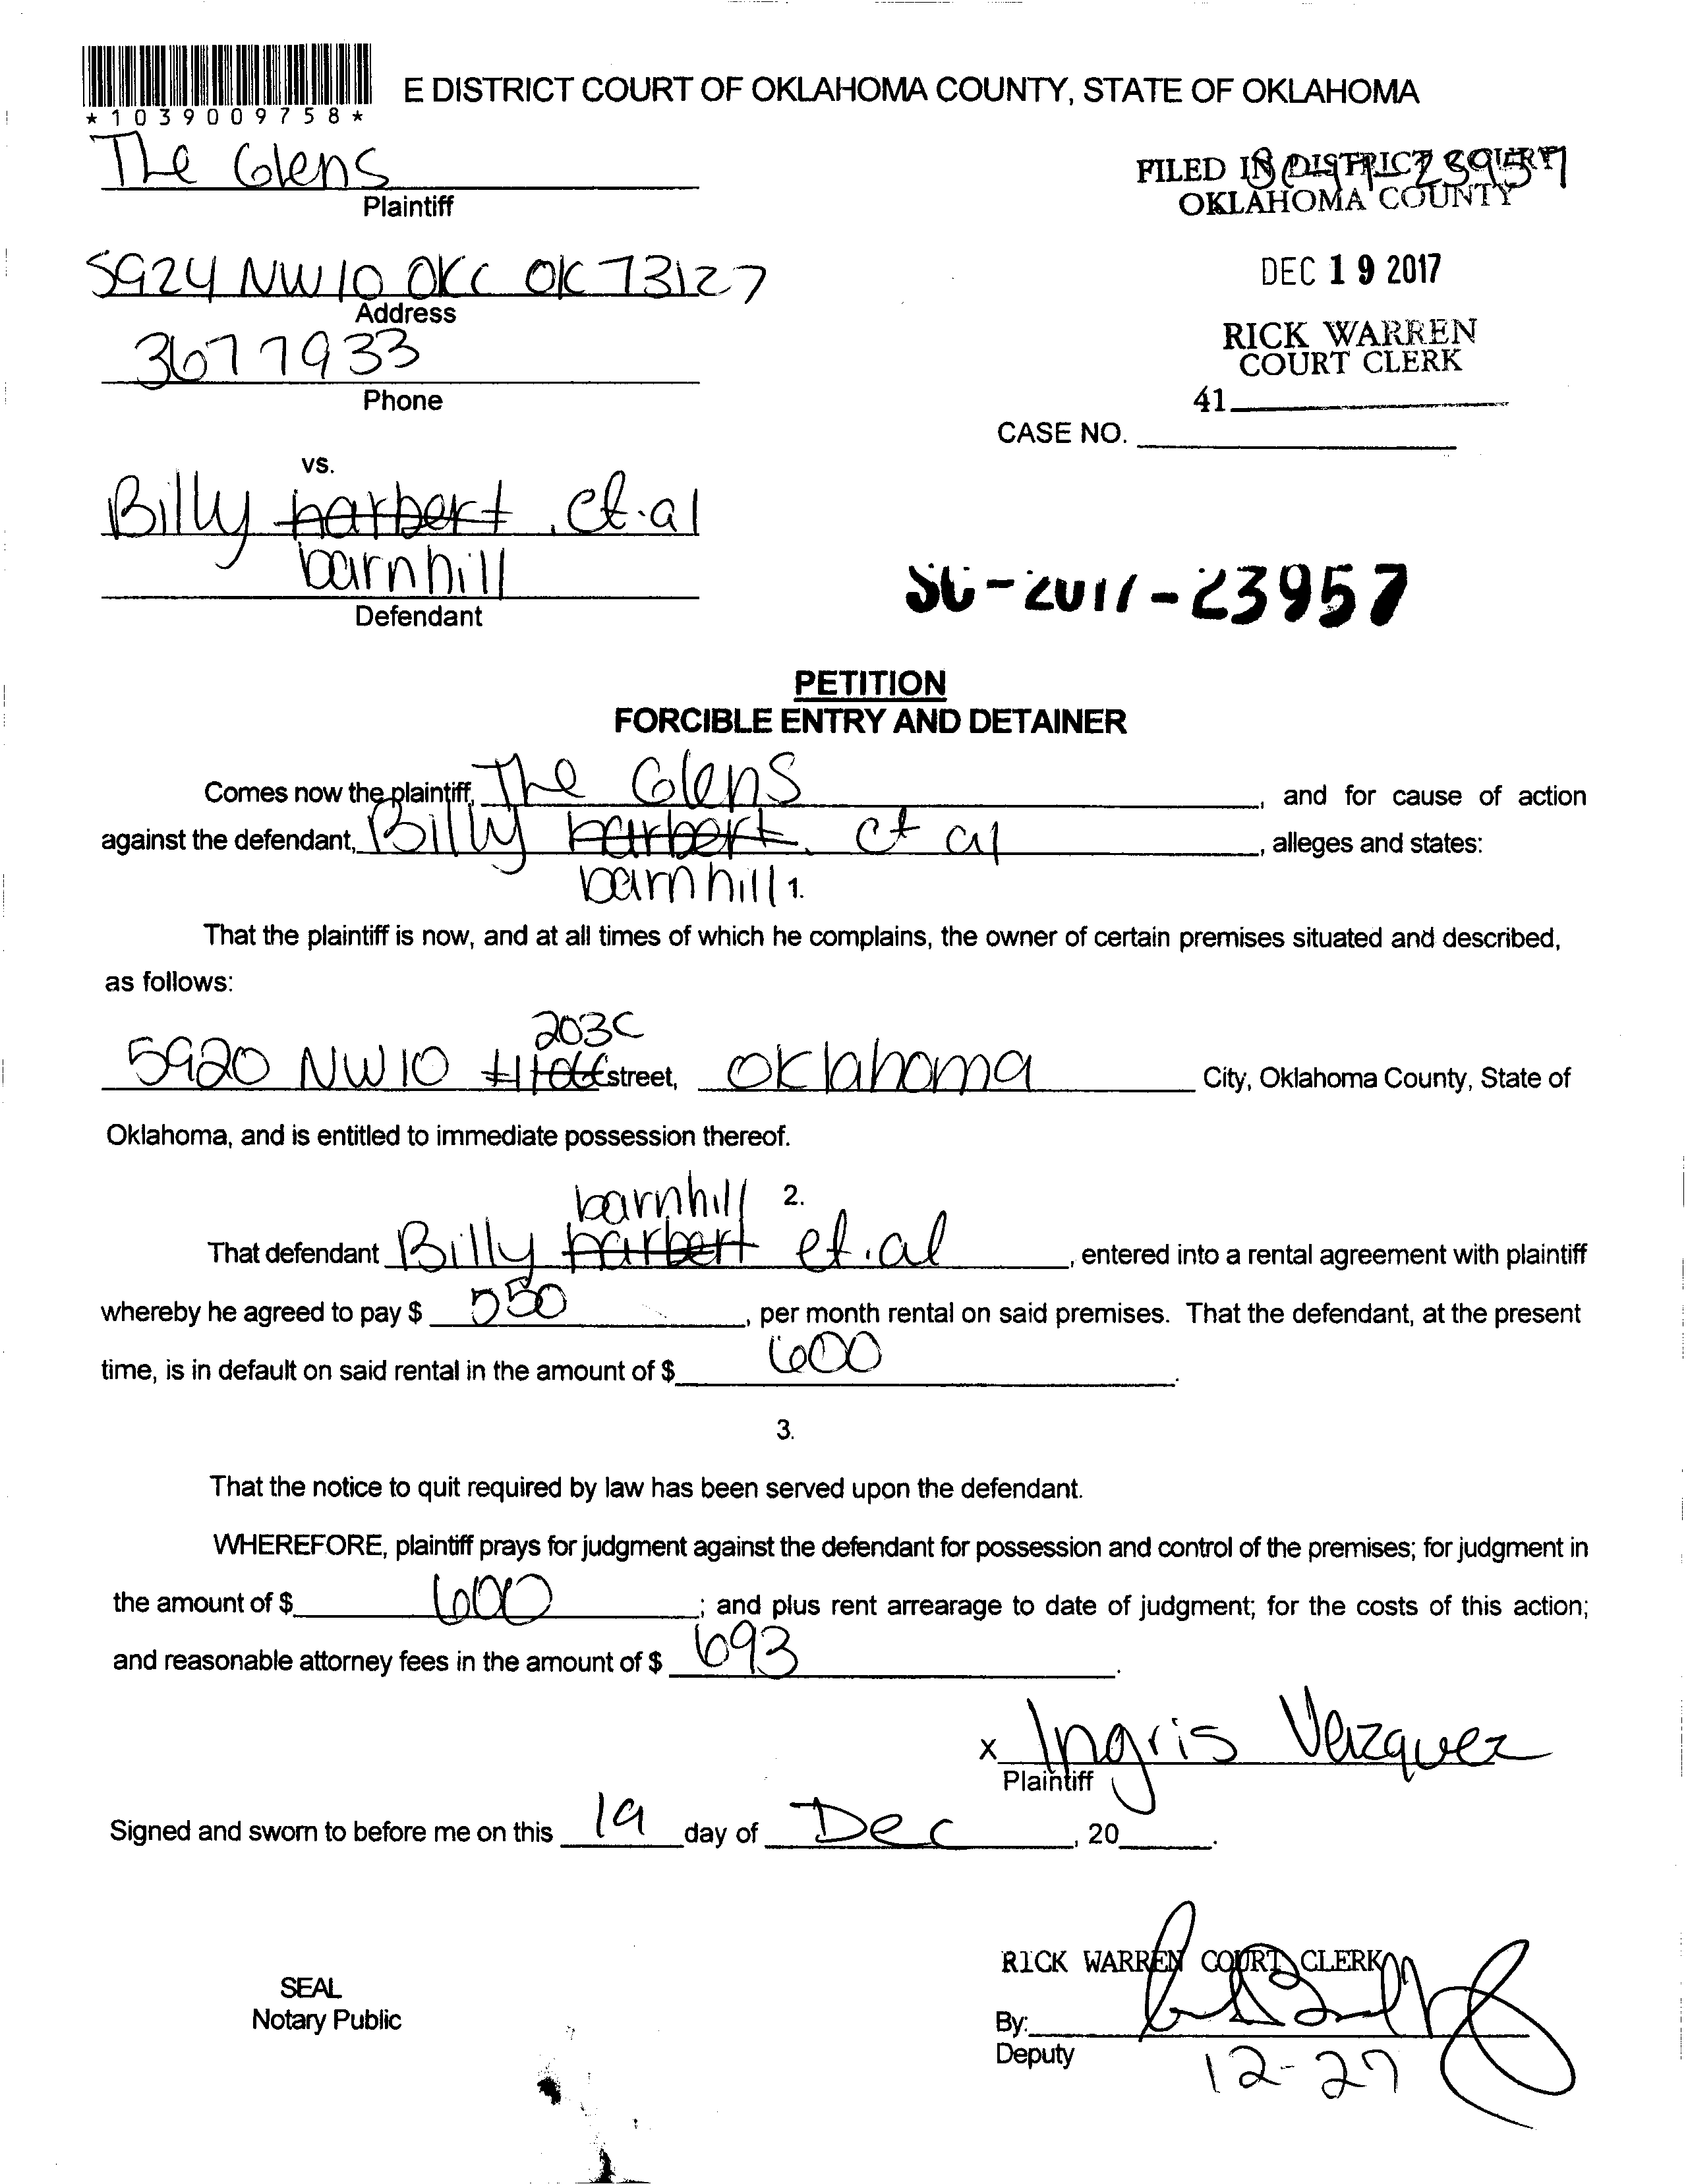 E DISTRICT COURT OF OKLAHOMA COUNTY, STATE OF OKLAHOMA
*1039009758*
The Glens
Plaintiff
FILED IN DISTRICT COURT
OKLAHOMA COUNTY
5924 NW 10 OKC OK 73127
Address
DEC 19 2017
3677933
Phone
RICK WARREN
COURT CLERK
41
CASE NO.
vs.
Billy harbert, et.al
barnhill
Defendant
SC-2017-23957
PETITION
FORCIBLE ENTRY AND DETAINER
Comes now the plaintiff, The Glens, and for cause of action
against the defendant, Billy harbert, et al, alleges and states:
barnhill 1.
That the plaintiff is now, and at all times of which he complains, the owner of certain premises situated and described,
as follows:
203C
5920 NW 10 # street, Oklahoma City, Oklahoma County, State of
Oklahoma, and is entitled to immediate possession thereof.
barnhill 2.
That defendant Billy harbert et.al, entered into a rental agreement with plaintiff
whereby he agreed to pay $ 550, per month rental on said premises. That the defendant, at the present
time, is in default on said rental in the amount of $ 600.
3.
That the notice to quit required by law has been served upon the defendant.
WHEREFORE, plaintiff prays for judgment against the defendant for possession and control of the premises; for judgment in
the amount of $ 600; and plus rent arrearage to date of judgment; for the costs of this action;
and reasonable attorney fees in the amount of $ 693.
x Ingris Vazquez
Plaintiff
Signed and sworn to before me on this 19 day of Dec, 20.
RICK WARREN COURT CLERK
SEAL
Notary Public
By:
Deputy
12-27